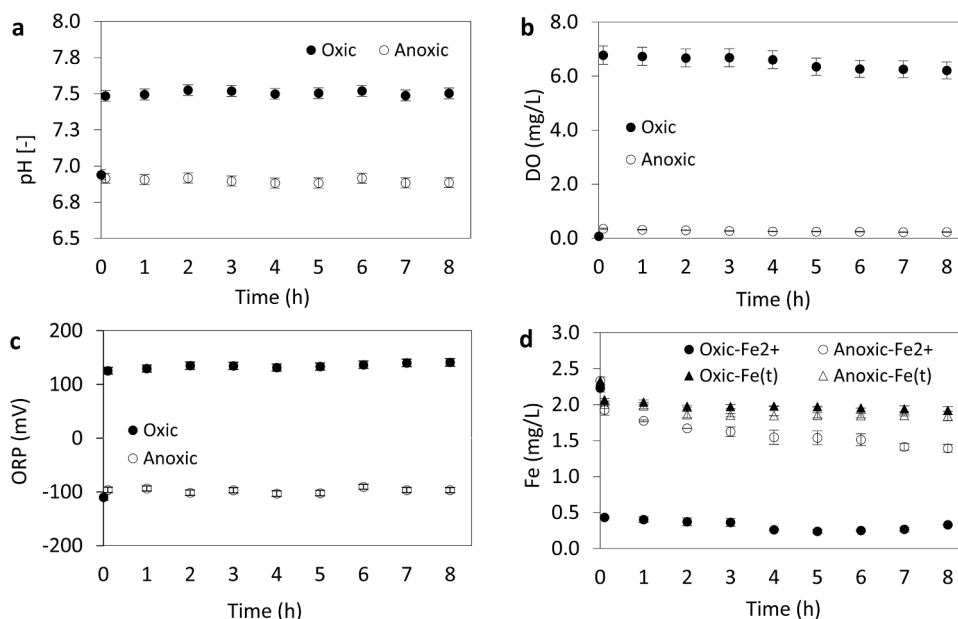 a
8.0
7.5
7.3
7.0
6.8
6.5
pH [-]
Oxic
Anoxic
0 1 2 3 4 5 6 7 8
Time (h)
b
8.0
6.0
4.0
2.0
0.0
DO (mg/L)
Oxic
Anoxic
0 1 2 3 4 5 6 7 8
Time (h)
c
200
100
0
-100
-200
ORP (mV)
Oxic
Anoxic
0 1 2 3 4 5 6 7 8
Time (h)
d
3.0
2.5
2.0
1.5
1.0
0.5
0.0
Fe (mg/L)
Oxic-Fe2+ Anoxic-Fe2+
Oxic-Fe(t) Anoxic-Fe(t)
0 1 2 3 4 5 6 7 8
Time (h)